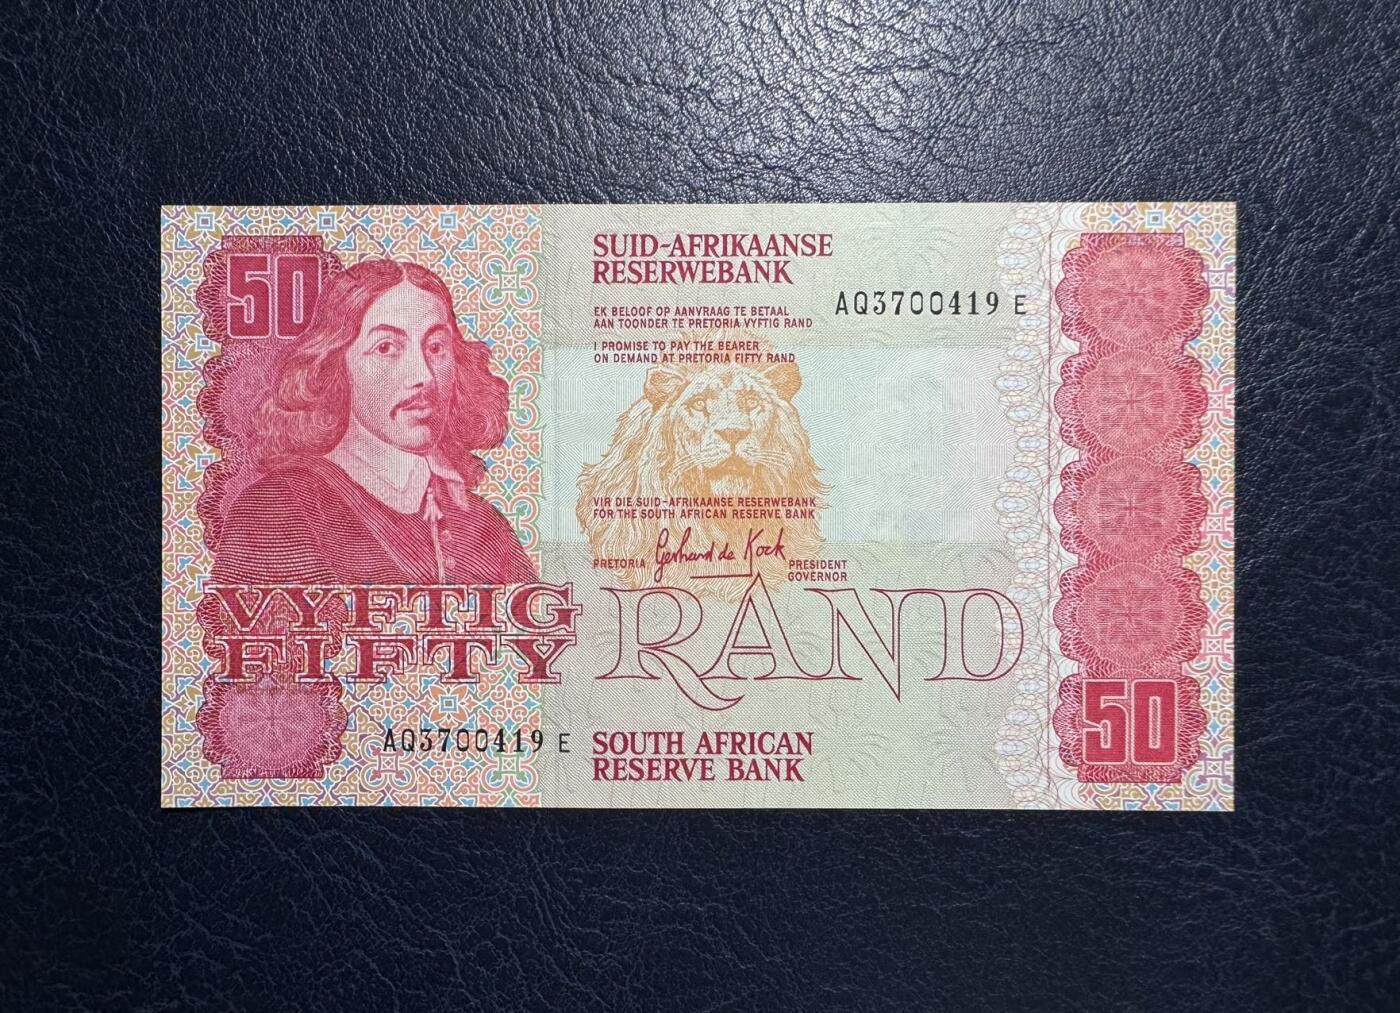 50
SUID-AFRIKAANSE
RESERWEBANK
EK BELOOF OP AANVRAAG TE BETAAL
AAN TOONDER TE PRETORIA VYFTIG RAND
AQ3700419 E
I PROMISE TO PAY THE BEARER
ON DEMAND AT PRETORIA FIFTY RAND
VIR DIE SUID-AFRIKAANSE RESERWEBANK
FOR THE SOUTH AFRICAN RESERVE BANK
PRETORIA Gerhard de Kock PRESIDENT
GOVERNOR
VYFTIG
FIFTY
RAND
50
AQ3700419 E
SOUTH AFRICAN
RESERVE BANK